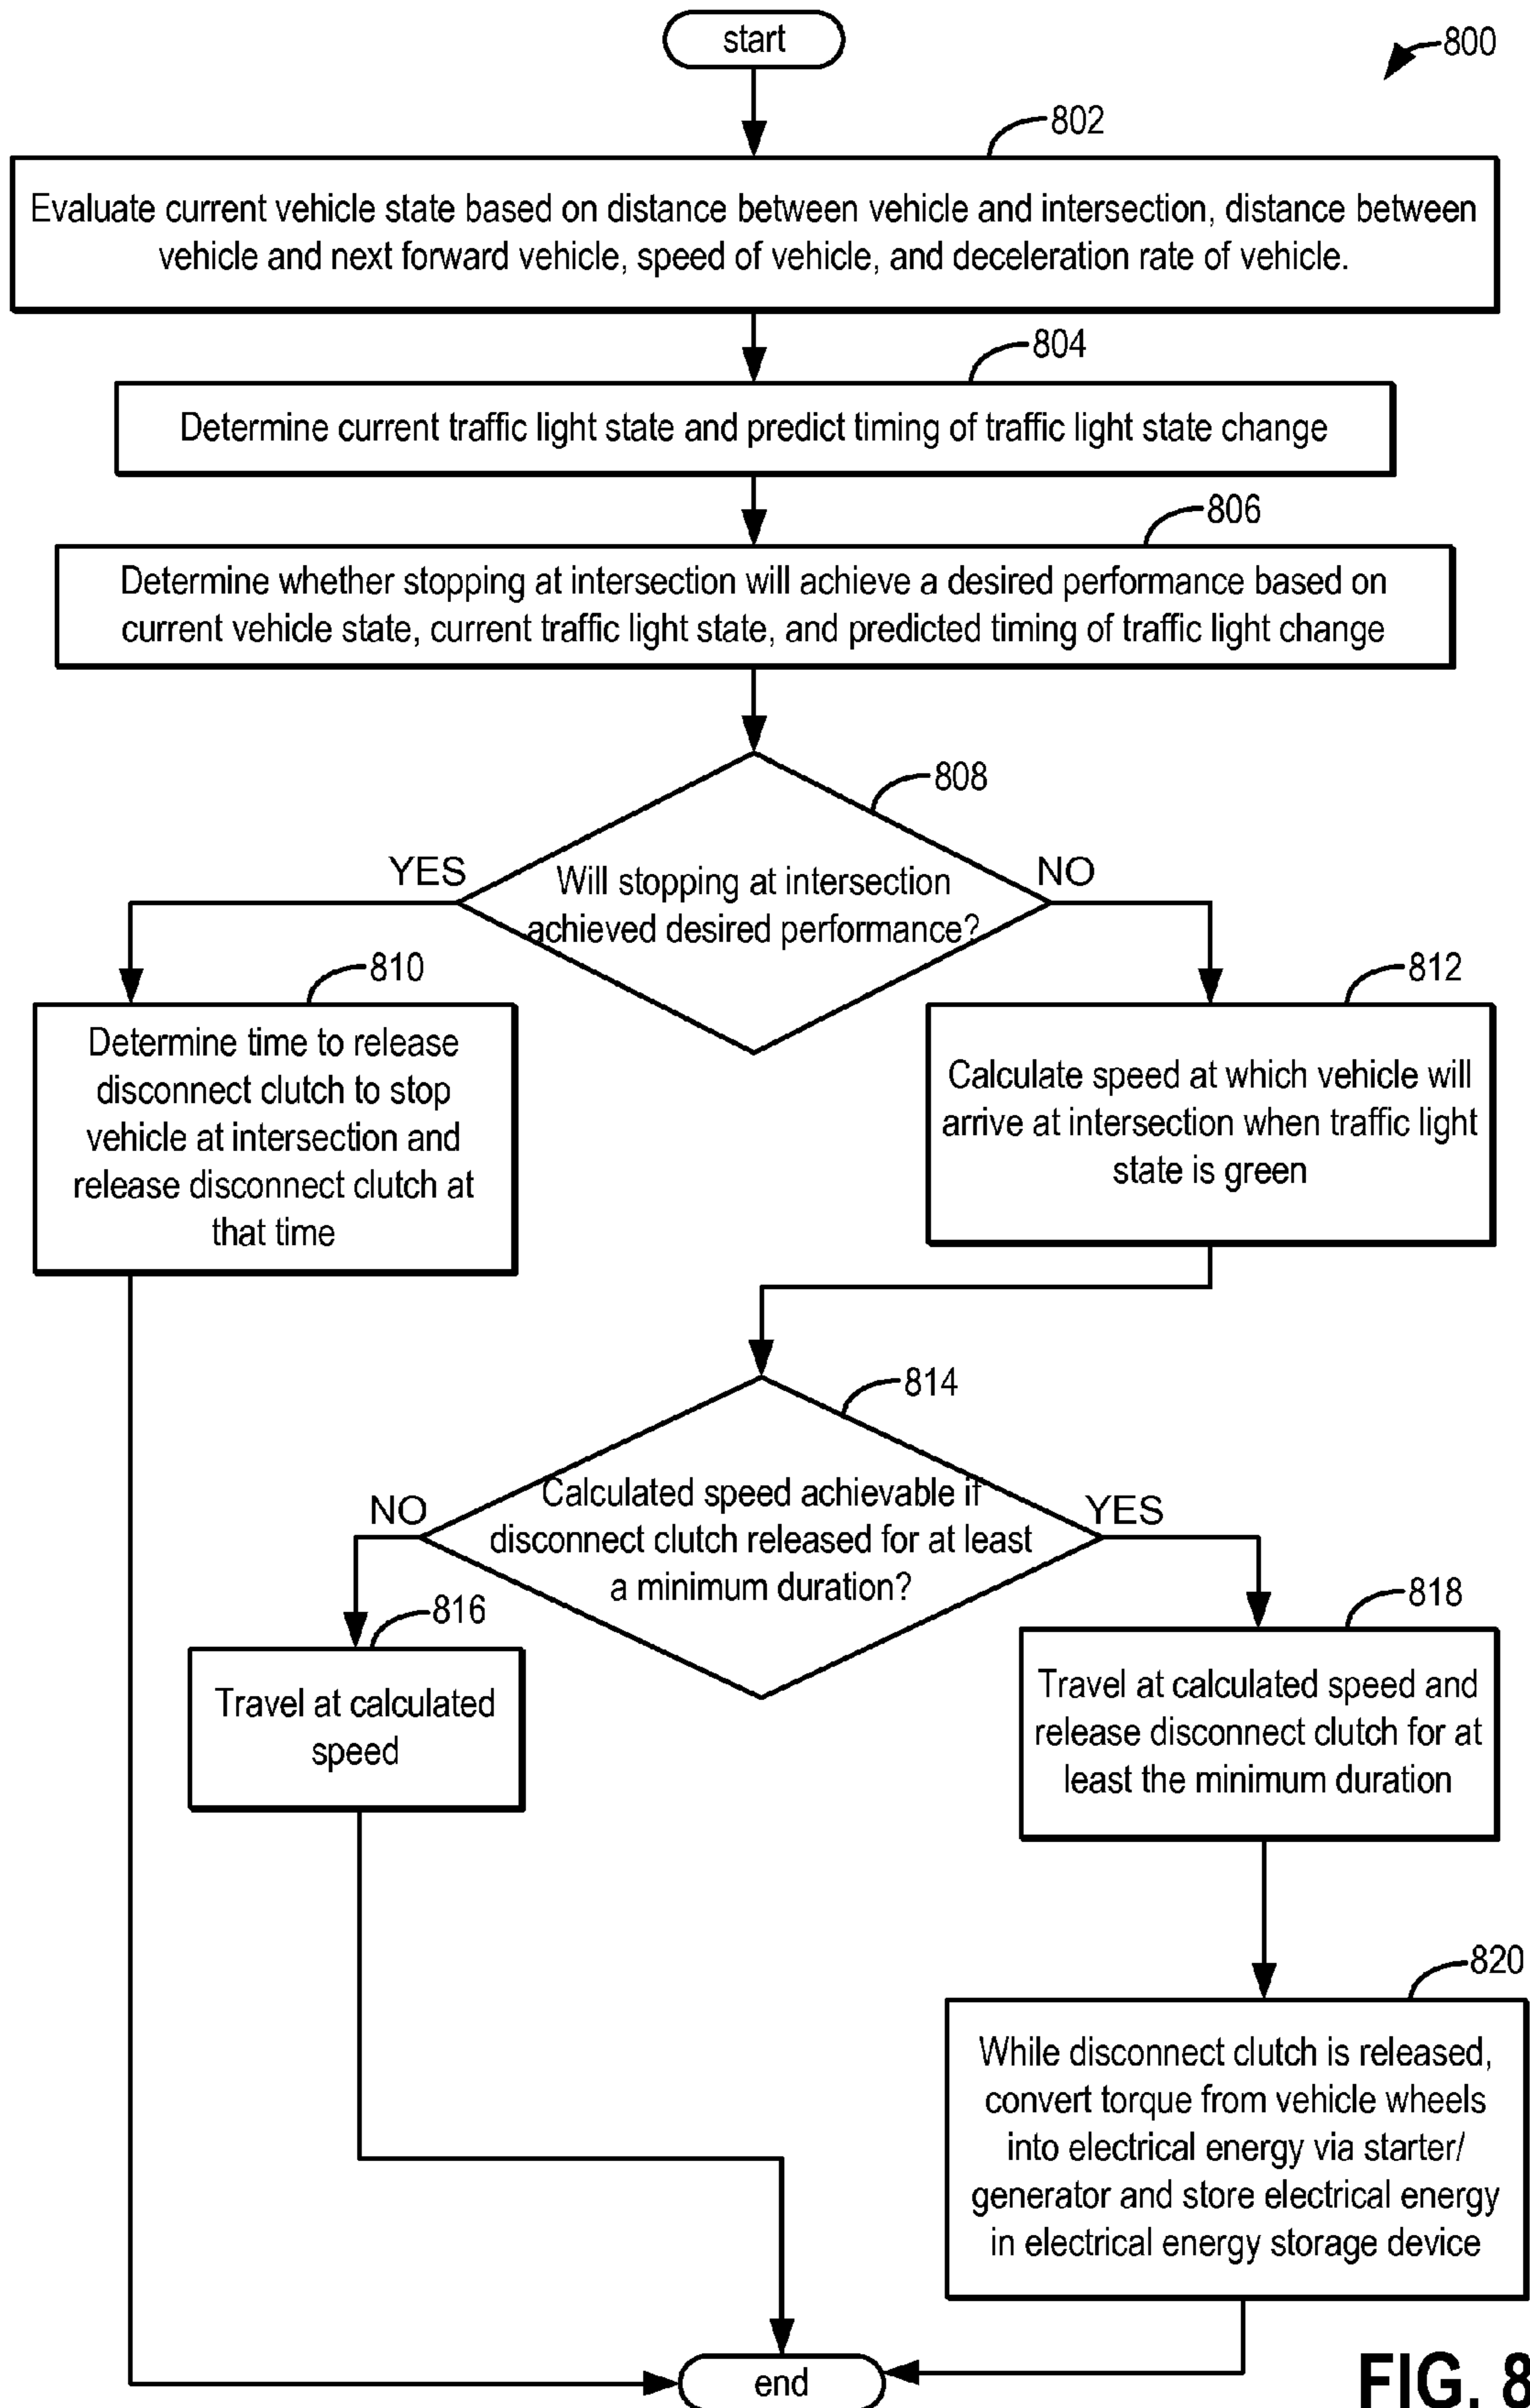 start
800
802
Evaluate current vehicle state based on distance between vehicle and intersection, distance between
vehicle and next forward vehicle, speed of vehicle, and deceleration rate of vehicle.
804
Determine current traffic light state and predict timing of traffic light state change
806
Determine whether stopping at intersection will achieve a desired performance based on
current vehicle state, current traffic light state, and predicted timing of traffic light change
808
YES
NO
Will stopping at intersection
achieved desired performance?
810
Determine time to release
disconnect clutch to stop
vehicle at intersection and
release disconnect clutch at
that time
812
Calculate speed at which vehicle will
arrive at intersection when traffic light
state is green
814
NO
YES
Calculated speed achievable if
disconnect clutch released for at least
a minimum duration?
816
Travel at calculated
speed
818
Travel at calculated speed and
release disconnect clutch for at
least the minimum duration
820
While disconnect clutch is released,
convert torque from vehicle wheels
into electrical energy via starter/
generator and store electrical energy
in electrical energy storage device
end
FIG. 8